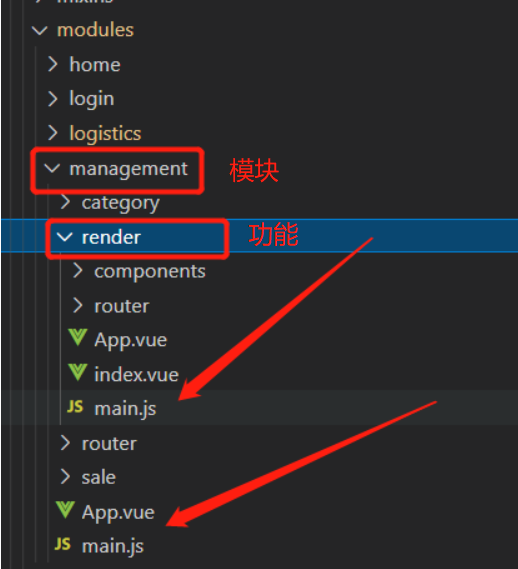 mixins
modules
home
login
logistics
management 模块
category
render 功能
components
router
App.vue
index.vue
JS main.js
router
sale
App.vue
JS main.js